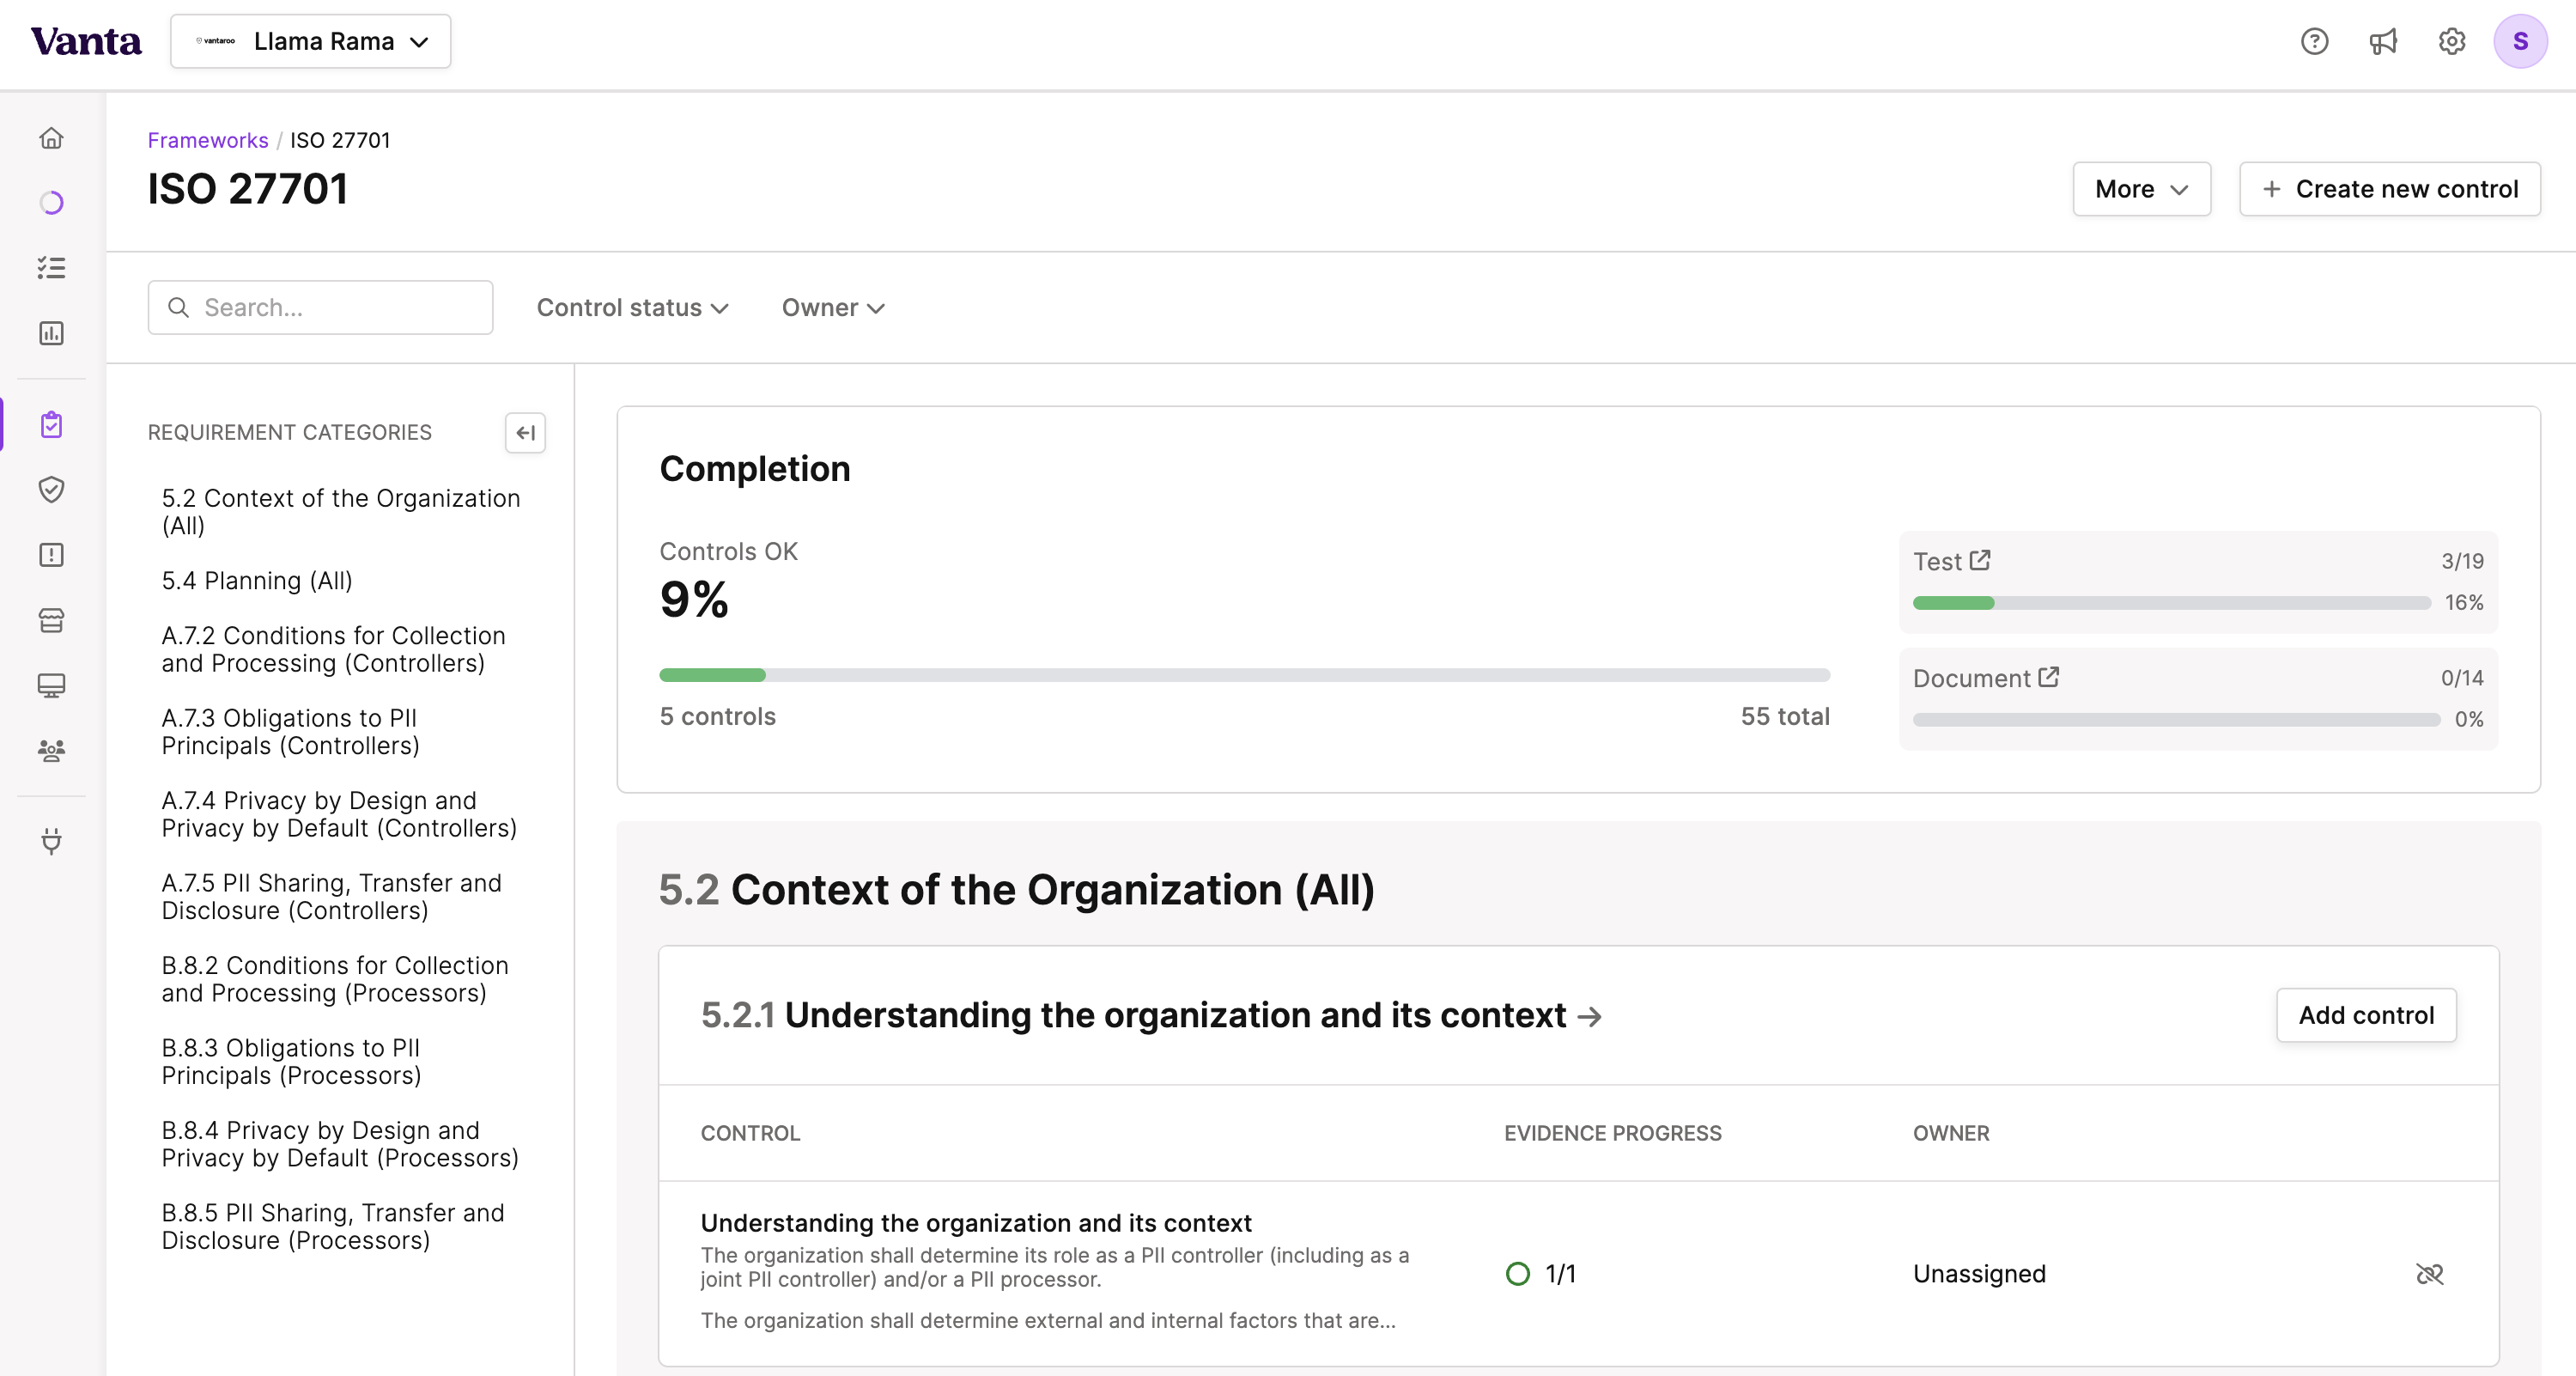 Vanta
vantaroo
Llama Rama
S
Frameworks / ISO 27701
ISO 27701
More
+ Create new control
Search...
Control status
Owner
REQUIREMENT CATEGORIES
5.2 Context of the Organization
(All)
5.4 Planning (All)
A.7.2 Conditions for Collection
and Processing (Controllers)
A.7.3 Obligations to PII
Principals (Controllers)
A.7.4 Privacy by Design and
Privacy by Default (Controllers)
A.7.5 PII Sharing, Transfer and
Disclosure (Controllers)
B.8.2 Conditions for Collection
and Processing (Processors)
B.8.3 Obligations to PII
Principals (Processors)
B.8.4 Privacy by Design and
Privacy by Default (Processors)
B.8.5 PII Sharing, Transfer and
Disclosure (Processors)
Completion
Controls OK
9%
5 controls
55 total
Test
3/19
16%
Document
0/14
0%
5.2 Context of the Organization (All)
5.2.1 Understanding the organization and its context →
Add control
CONTROL
EVIDENCE PROGRESS
OWNER
Understanding the organization and its context
The organization shall determine its role as a PII controller (including as a
joint PII controller) and/or a PII processor.
The organization shall determine external and internal factors that are...
1/1
Unassigned